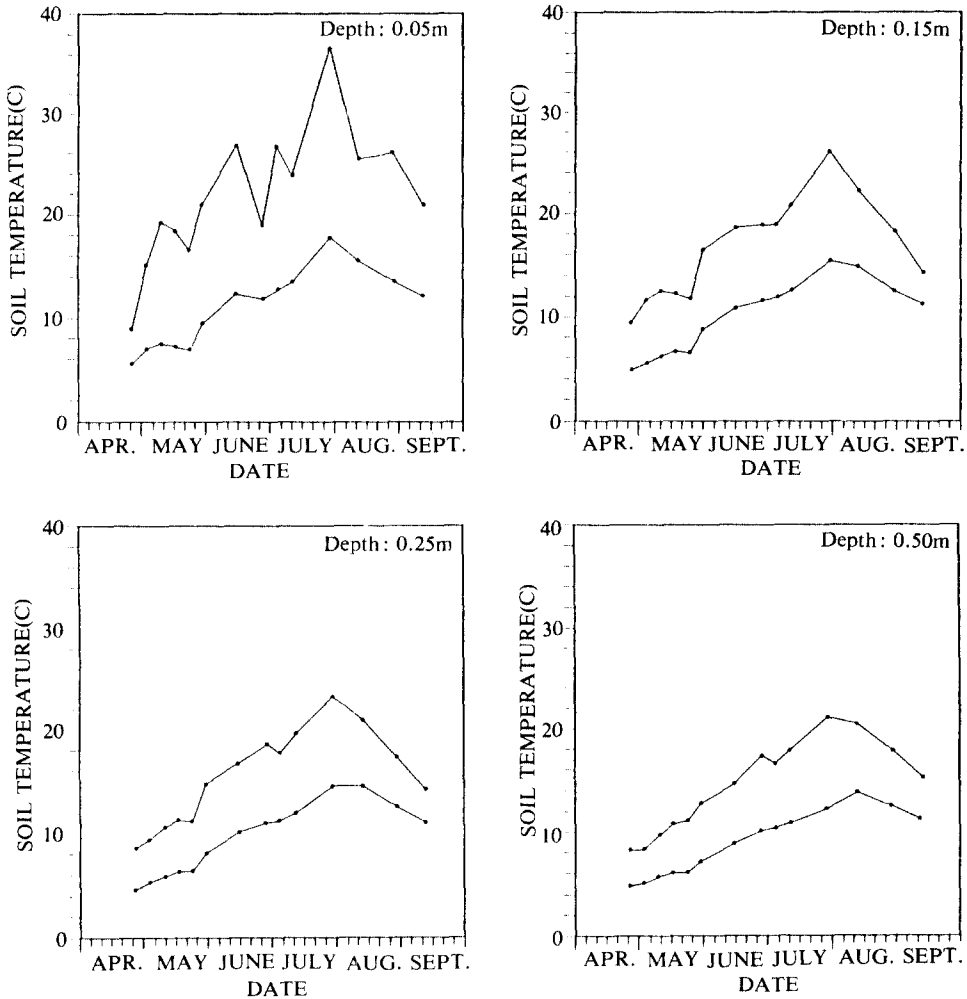 40
Depth: 0.05m
30
20
10
0
SOIL TEMPERATURE(C)
APR. MAY JUNE JULY AUG. SEPT.
DATE
40
Depth: 0.15m
30
20
10
0
SOIL TEMPERATURE(C)
APR. MAY JUNE JULY AUG. SEPT.
DATE
40
Depth: 0.25m
30
20
10
0
SOIL TEMPERATURE(C)
APR. MAY JUNE JULY AUG. SEPT.
DATE
40
Depth: 0.50m
30
20
10
0
SOIL TEMPERATURE(C)
APR. MAY JUNE JULY AUG. SEPT.
DATE